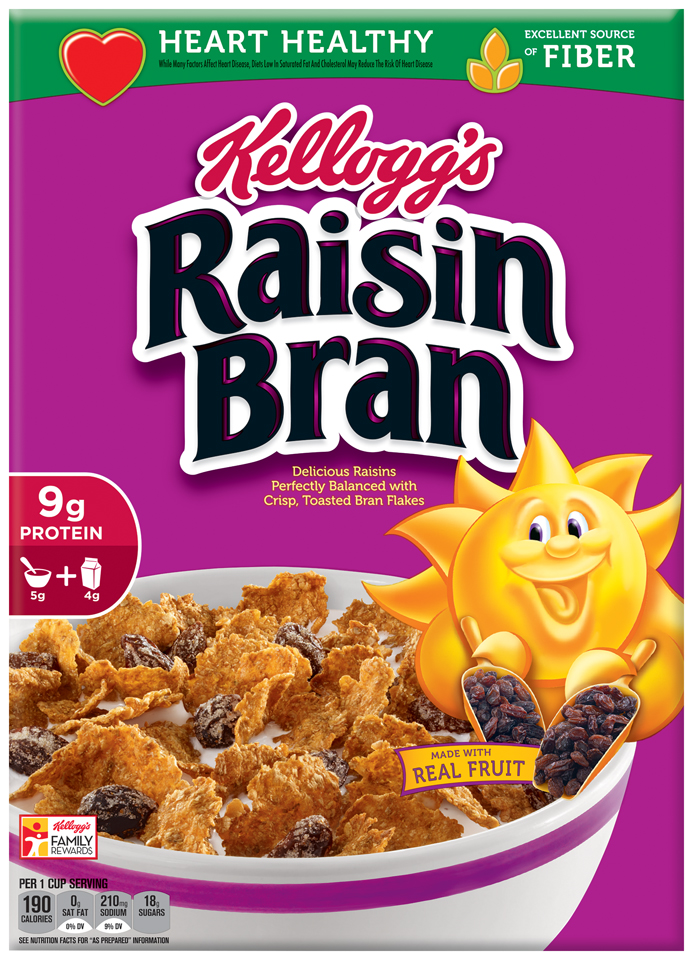 HEART HEALTHY
While Many Factors Affect Heart Disease, Diets Low In Saturated Fat And Cholesterol May Reduce The Risk Of Heart Disease
EXCELLENT SOURCE
OF FIBER
Kellogg's
Raisin
Bran
Delicious Raisins
Perfectly Balanced with
Crisp, Toasted Bran Flakes
9g
PROTEIN
+
5g 4g
MADE WITH
REAL FRUIT
Kellogg's
FAMILY
REWARDS
PER 1 CUP SERVING
190 CALORIES
0g SAT FAT 0% DV
210mg SODIUM 9% DV
18g SUGARS
SEE NUTRITION FACTS FOR "AS PREPARED" INFORMATION